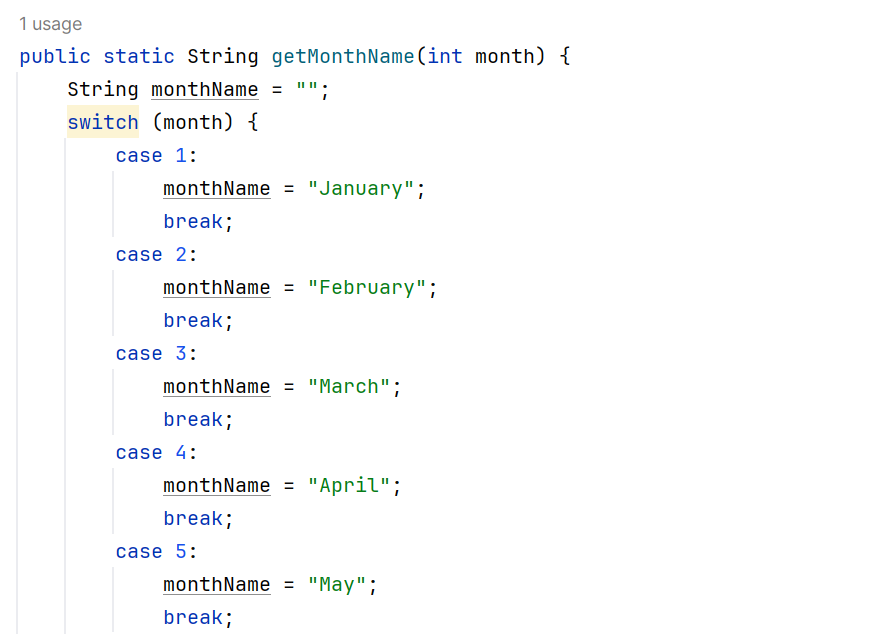 1 usage
public static String getMonthName(int month) {
    String monthName = "";
    switch (month) {
        case 1:
            monthName = "January";
            break;
        case 2:
            monthName = "February";
            break;
        case 3:
            monthName = "March";
            break;
        case 4:
            monthName = "April";
            break;
        case 5:
            monthName = "May";
            break;